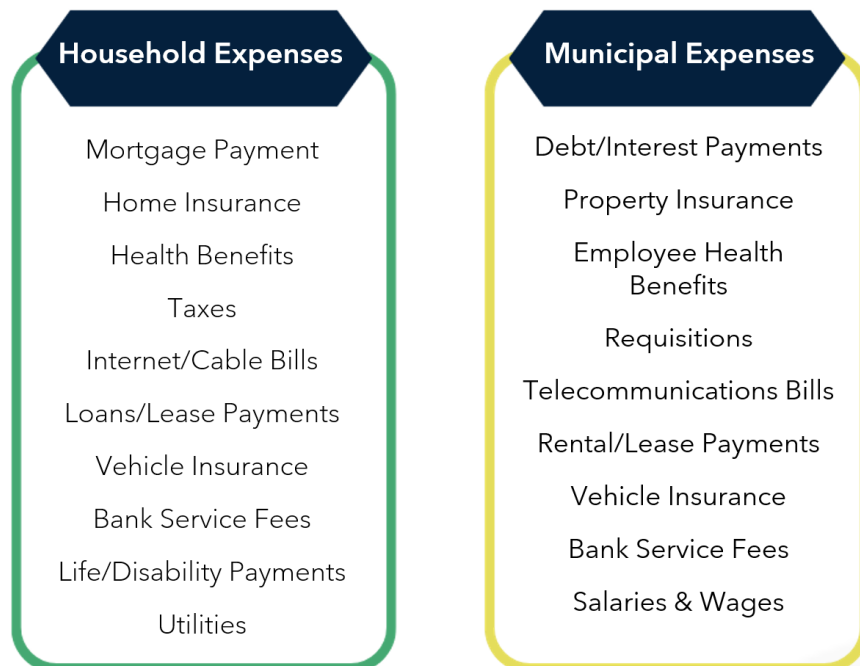 Household Expenses
Mortgage Payment
Home Insurance
Health Benefits
Taxes
Internet/Cable Bills
Loans/Lease Payments
Vehicle Insurance
Bank Service Fees
Life/Disability Payments
Utilities
Municipal Expenses
Debt/Interest Payments
Property Insurance
Employee Health
Benefits
Requisitions
Telecommunications Bills
Rental/Lease Payments
Vehicle Insurance
Bank Service Fees
Salaries & Wages